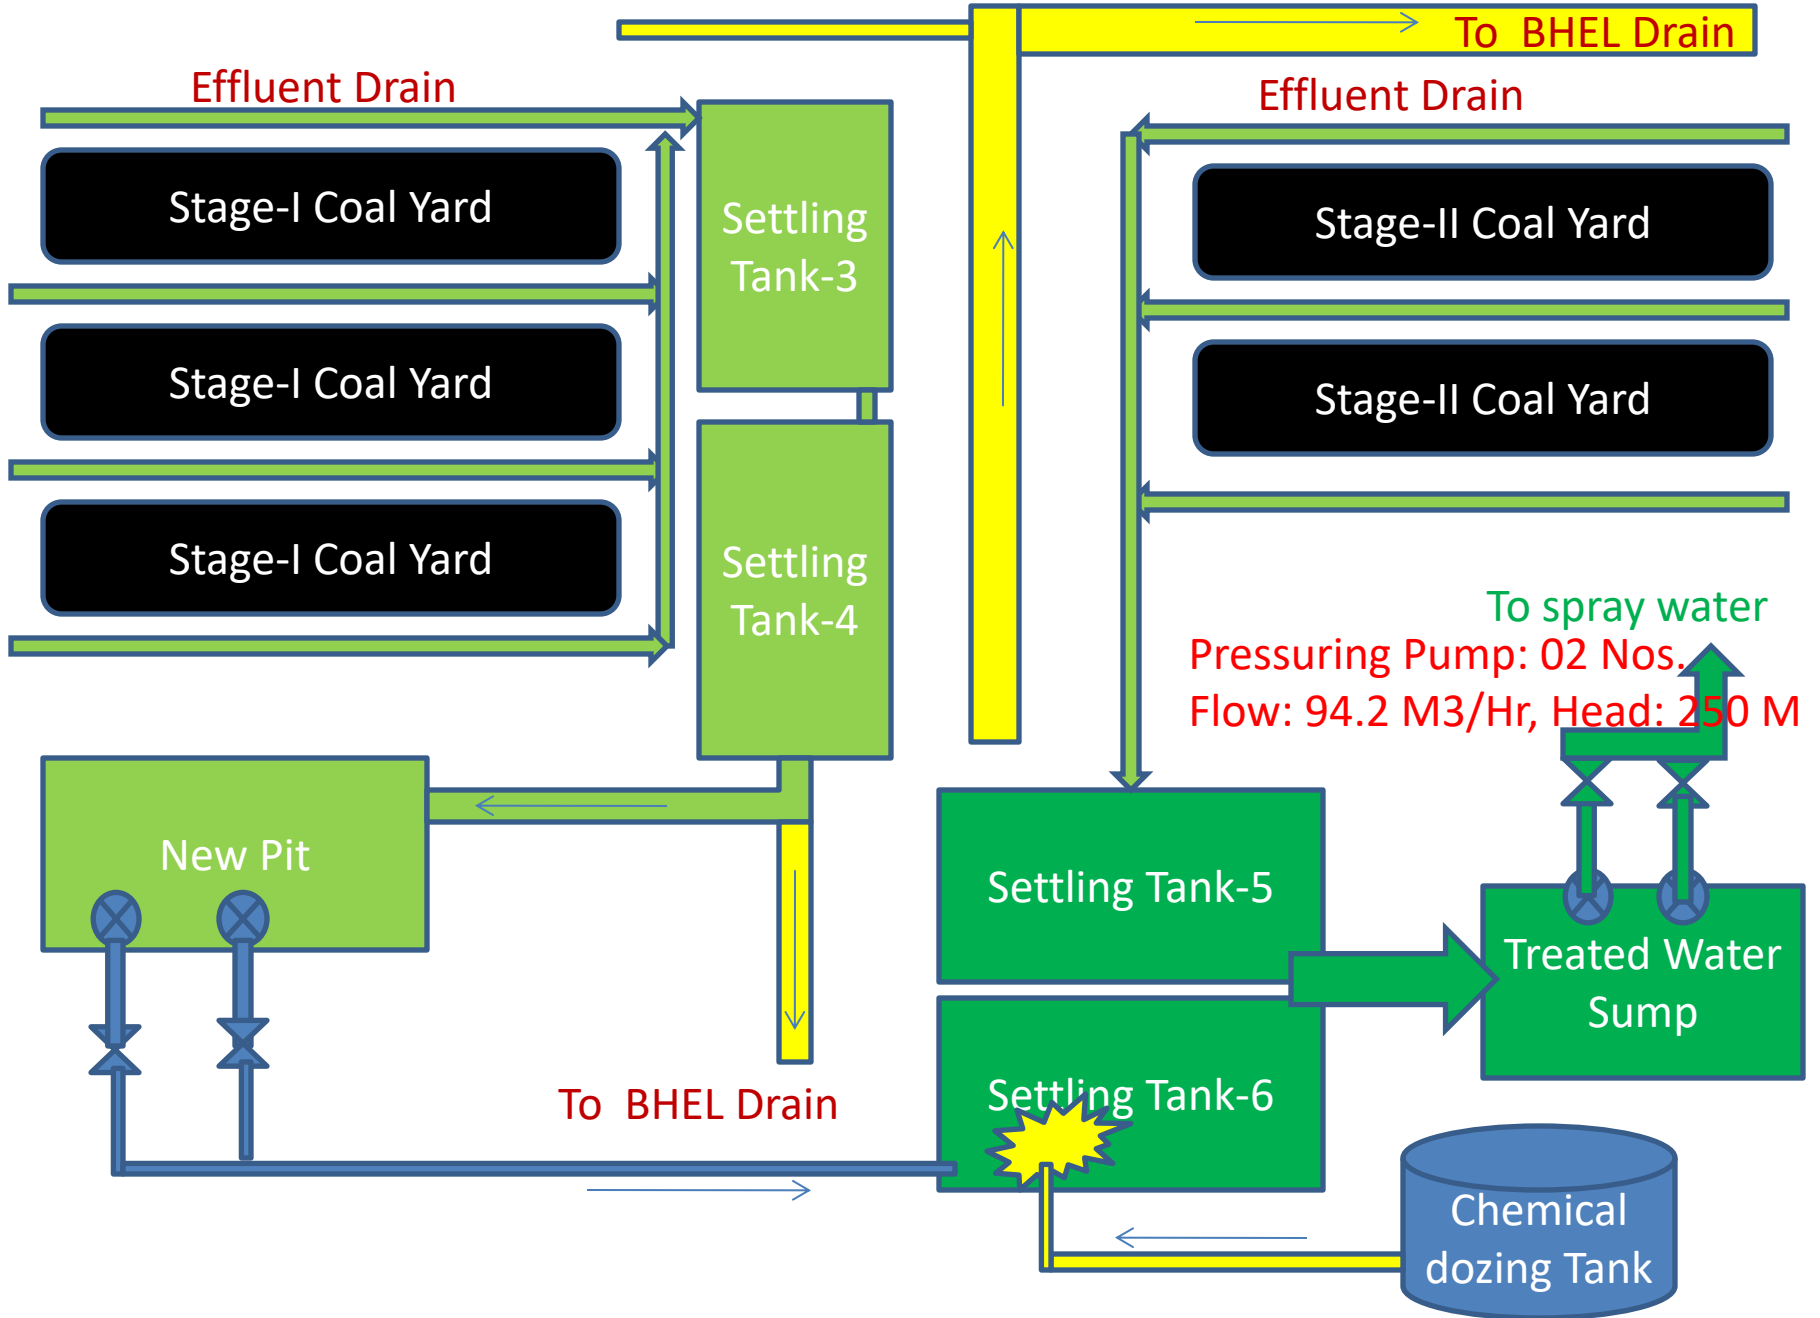 To  BHEL Drain
Effluent Drain
Effluent Drain
Stage-I Coal Yard
Settling
Tank-3
Stage-II Coal Yard
Stage-I Coal Yard
Stage-II Coal Yard
Stage-I Coal Yard
Settling
Tank-4
To spray water
Pressuring Pump: 02 Nos.
Flow: 94.2 M3/Hr, Head: 250 M
New Pit
Settling Tank-5
Treated Water
Sump
To  BHEL Drain
Settling Tank-6
Chemical
dozing Tank